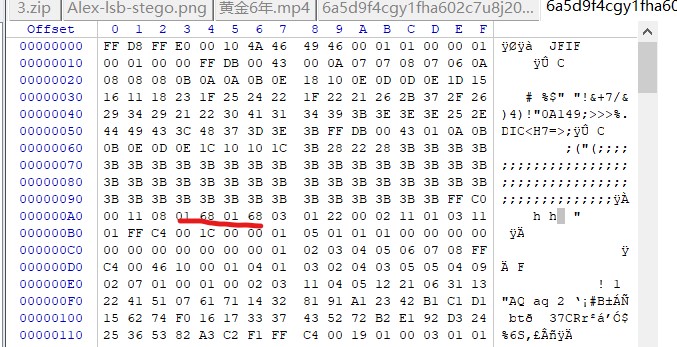 3.zip Alex-lsb-stego.png 黄金6年.mp4 6a5d9f4cgy1fha602c7u8j20... 6a5d9f4cgy1fha60
0 1 2 3 4 5 6 7 8 9 A B C D E F
00000000 FF D8 FF E0 00 10 4A 46 49 46 00 01 01 00 00 01 ÿØÿà JFIF
00000010 00 01 00 00 FF DB 00 43 00 0A 07 07 08 07 06 0A ÿÛ C
00000020 08 08 08 0B 0A 0A 0B 0E 18 10 0E 0D 0D 0E 1D 15
00000030 16 11 18 23 1F 25 24 22 1F 22 21 26 2B 37 2F 26 # %$" "!&+7/&
00000040 29 34 29 21 22 30 41 31 34 39 3B 3E 3E 3E 25 2E )4)!"0A149;>>>%.
00000050 44 49 43 3C 48 37 3D 3E 3B FF DB 00 43 01 0A 0B DIC<H7=>;ÿÛ C
00000060 0B 0E 0D 0E 1C 10 10 1C 3B 28 22 28 3B 3B 3B 3B ;("(;;;;
00000070 3B 3B 3B 3B 3B 3B 3B 3B 3B 3B 3B 3B 3B 3B 3B 3B ;;;;;;;;;;;;;;;;
00000080 3B 3B 3B 3B 3B 3B 3B 3B 3B 3B 3B 3B 3B 3B 3B 3B ;;;;;;;;;;;;;;;;
00000090 3B 3B 3B 3B 3B 3B 3B 3B 3B 3B 3B 3B 3B 3B FF C0 ;;;;;;;;;;;;;;ÿÀ
000000A0 00 11 08 01 68 01 68 03 01 22 00 02 11 01 03 11 h h "
000000B0 01 FF C4 00 1C 00 00 01 05 01 01 01 00 00 00 00 ÿÄ
000000C0 00 00 00 00 00 00 00 01 02 03 04 05 06 07 08 FF ÿ
000000D0 C4 00 46 10 00 01 04 01 03 02 04 03 05 05 04 09 Ä F
000000E0 02 07 01 00 01 00 02 03 11 04 05 12 21 06 31 13 ! 1
000000F0 22 41 51 07 61 71 14 32 81 91 A1 23 42 B1 C1 D1 "AQ aq 2 ‘¡#B±ÁÑ
00000100 15 62 74 F0 16 17 33 37 43 52 72 B2 E1 92 D3 24 btð 37CRr²á’Ó$
00000110 25 36 53 82 A3 C2 F1 FF C4 00 19 01 00 03 01 01 %6S‚£ÂñÿÄ